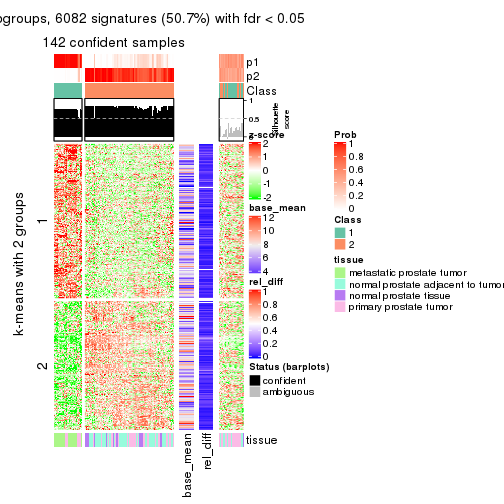 ogroups, 6082 signatures (50.7%) with fdr < 0.05
142 confident samples
p1
p2
Class
1
0.5
0
Silhouette
score
k-means with 2 groups
1
2
z-score
2
1
0
-1
-2
base_mean
12
10
8
6
4
rel_diff
1
0.8
0.6
0.4
0.2
0
Status (barplots)
confident
ambiguous
Prob
1
0.8
0.6
0.4
0.2
0
Class
1
2
tissue
metastatic prostate tumor
normal prostate adjacent to tumor
normal prostate tissue
primary prostate tumor
tissue
base_mean
rel_diff